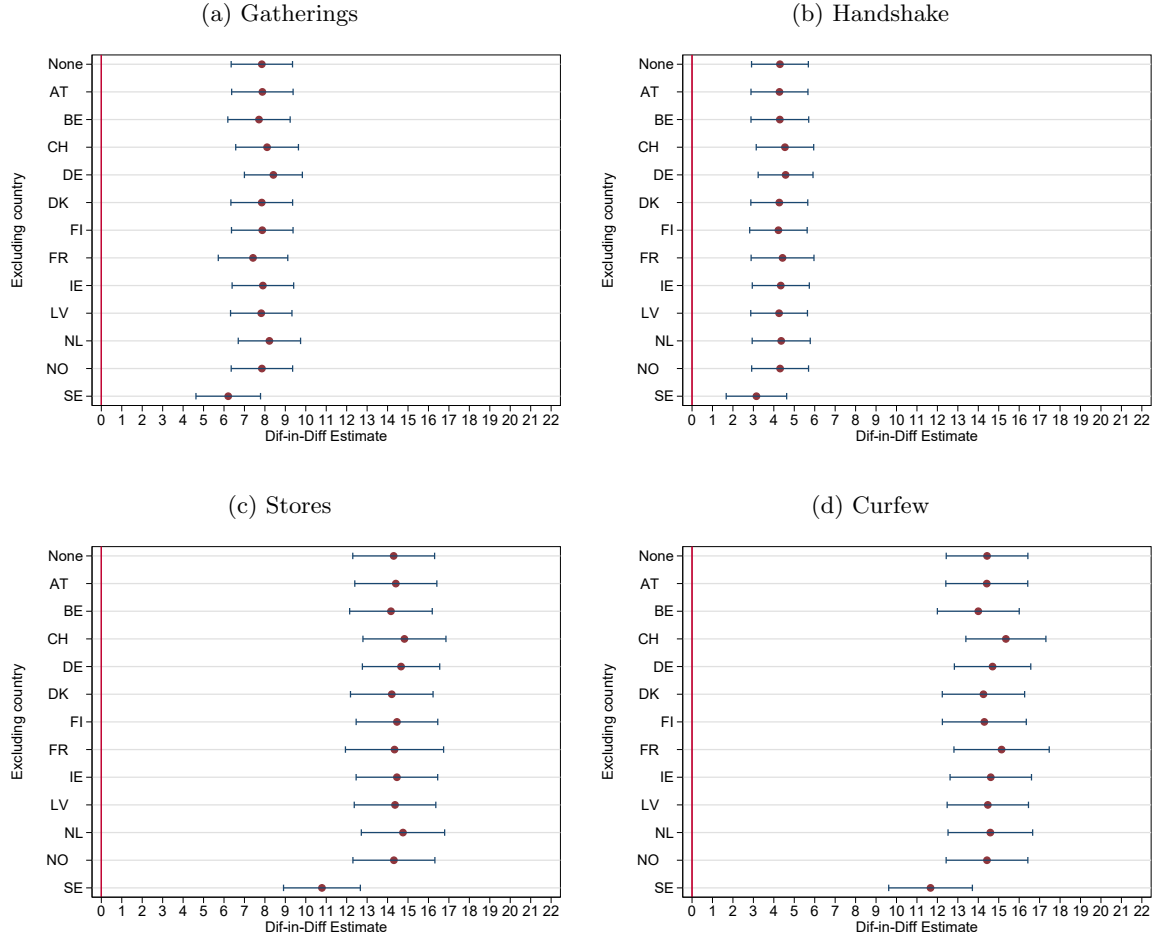 (a) Gatherings
None
AT
BE
CH
DE
DK
FI
FR
IE
LV
NL
NO
SE
Excluding country
0 1 2 3 4 5 6 7 8 9 10 11 12 13 14 15 16 17 18 19 20 21 22
Dif-in-Diff Estimate
(b) Handshake
None
AT
BE
CH
DE
DK
FI
FR
IE
LV
NL
NO
SE
Excluding country
0 1 2 3 4 5 6 7 8 9 10 11 12 13 14 15 16 17 18 19 20 21 22
Dif-in-Diff Estimate
(c) Stores
None
AT
BE
CH
DE
DK
FI
FR
IE
LV
NL
NO
SE
Excluding country
0 1 2 3 4 5 6 7 8 9 10 11 12 13 14 15 16 17 18 19 20 21 22
Dif-in-Diff Estimate
(d) Curfew
None
AT
BE
CH
DE
DK
FI
FR
IE
LV
NL
NO
SE
Excluding country
0 1 2 3 4 5 6 7 8 9 10 11 12 13 14 15 16 17 18 19 20 21 22
Dif-in-Diff Estimate